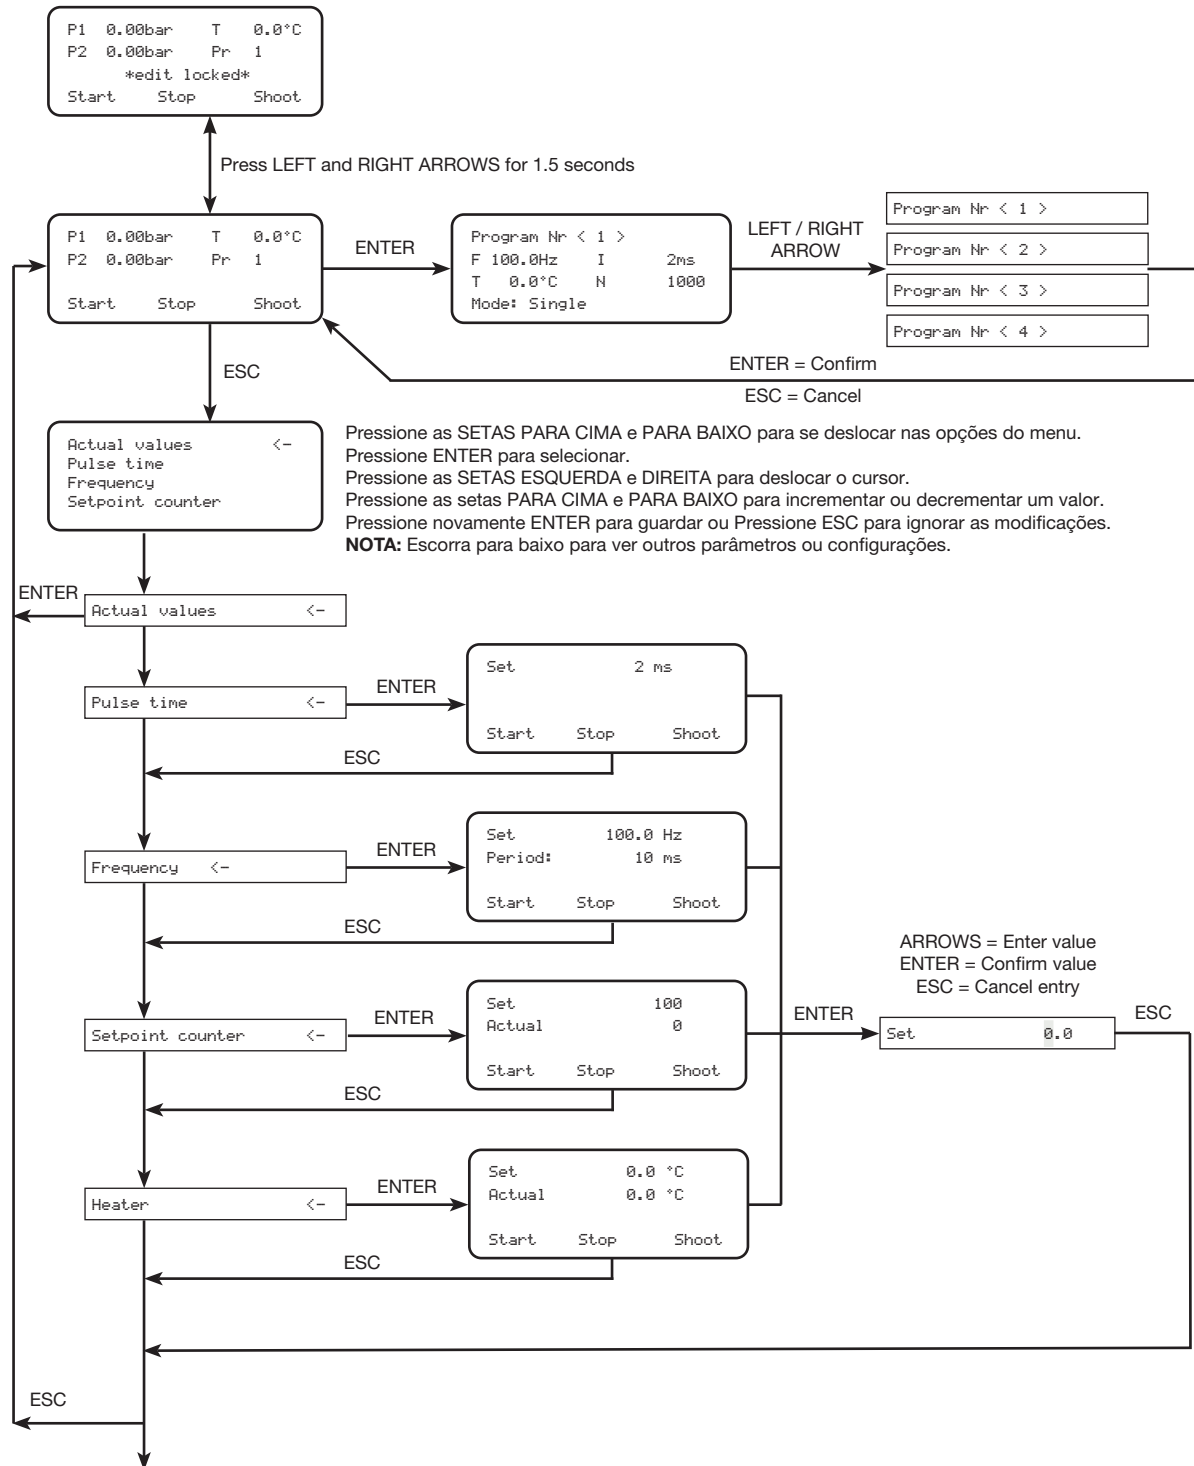 P1 0.00bar T 0.0°C
P2 0.00bar Pr 1
*edit locked*
Start Stop Shoot
Press LEFT and RIGHT ARROWS for 1.5 seconds
P1 0.00bar T 0.0°C
P2 0.00bar Pr 1
Start Stop Shoot
ENTER
Program Nr < 1 >
F 100.0Hz I 2ms
T 0.0°C N 1000
Mode: Single
LEFT / RIGHT
ARROW
Program Nr < 1 >
Program Nr < 2 >
Program Nr < 3 >
Program Nr < 4 >
ENTER = Confirm
ESC = Cancel
ESC
Actual values <-
Pulse time
Frequency
Setpoint counter
Pressione as SETAS PARA CIMA e PARA BAIXO para se deslocar nas opções do menu.
Pressione ENTER para selecionar.
Pressione as SETAS ESQUERDA e DIREITA para deslocar o cursor.
Pressione as setas PARA CIMA e PARA BAIXO para incrementar ou decrementar um valor.
Pressione novamente ENTER para guardar ou Pressione ESC para ignorar as modificações.
NOTA: Escorra para baixo para ver outros parâmetros ou configurações.
ENTER
Actual values <-
Pulse time <-
ENTER
Set 2 ms
Start Stop Shoot
ESC
Frequency <-
ENTER
Set 100.0 Hz
Period: 10 ms
Start Stop Shoot
ESC
Setpoint counter <-
ENTER
Set 100
Actual 0
Start Stop Shoot
ESC
ENTER
ARROWS = Enter value
ENTER = Confirm value
ESC = Cancel entry
Set 0.0
ESC
Heater <-
ENTER
Set 0.0 °C
Actual 0.0 °C
Start Stop Shoot
ESC
ESC